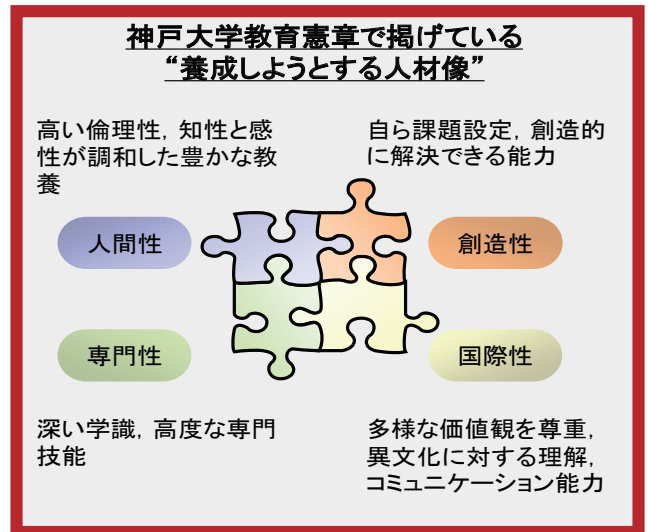 神戸大学教育憲章で掲げている
“養成しようとする人材像”
高い倫理性，知性と感
性が調和した豊かな教
養
自ら課題設定，創造的
に解決できる能力
人間性
創造性
専門性
国際性
深い学識，高度な専門
技能
多様な価値観を尊重，
異文化に対する理解，
コミュニケーション能力